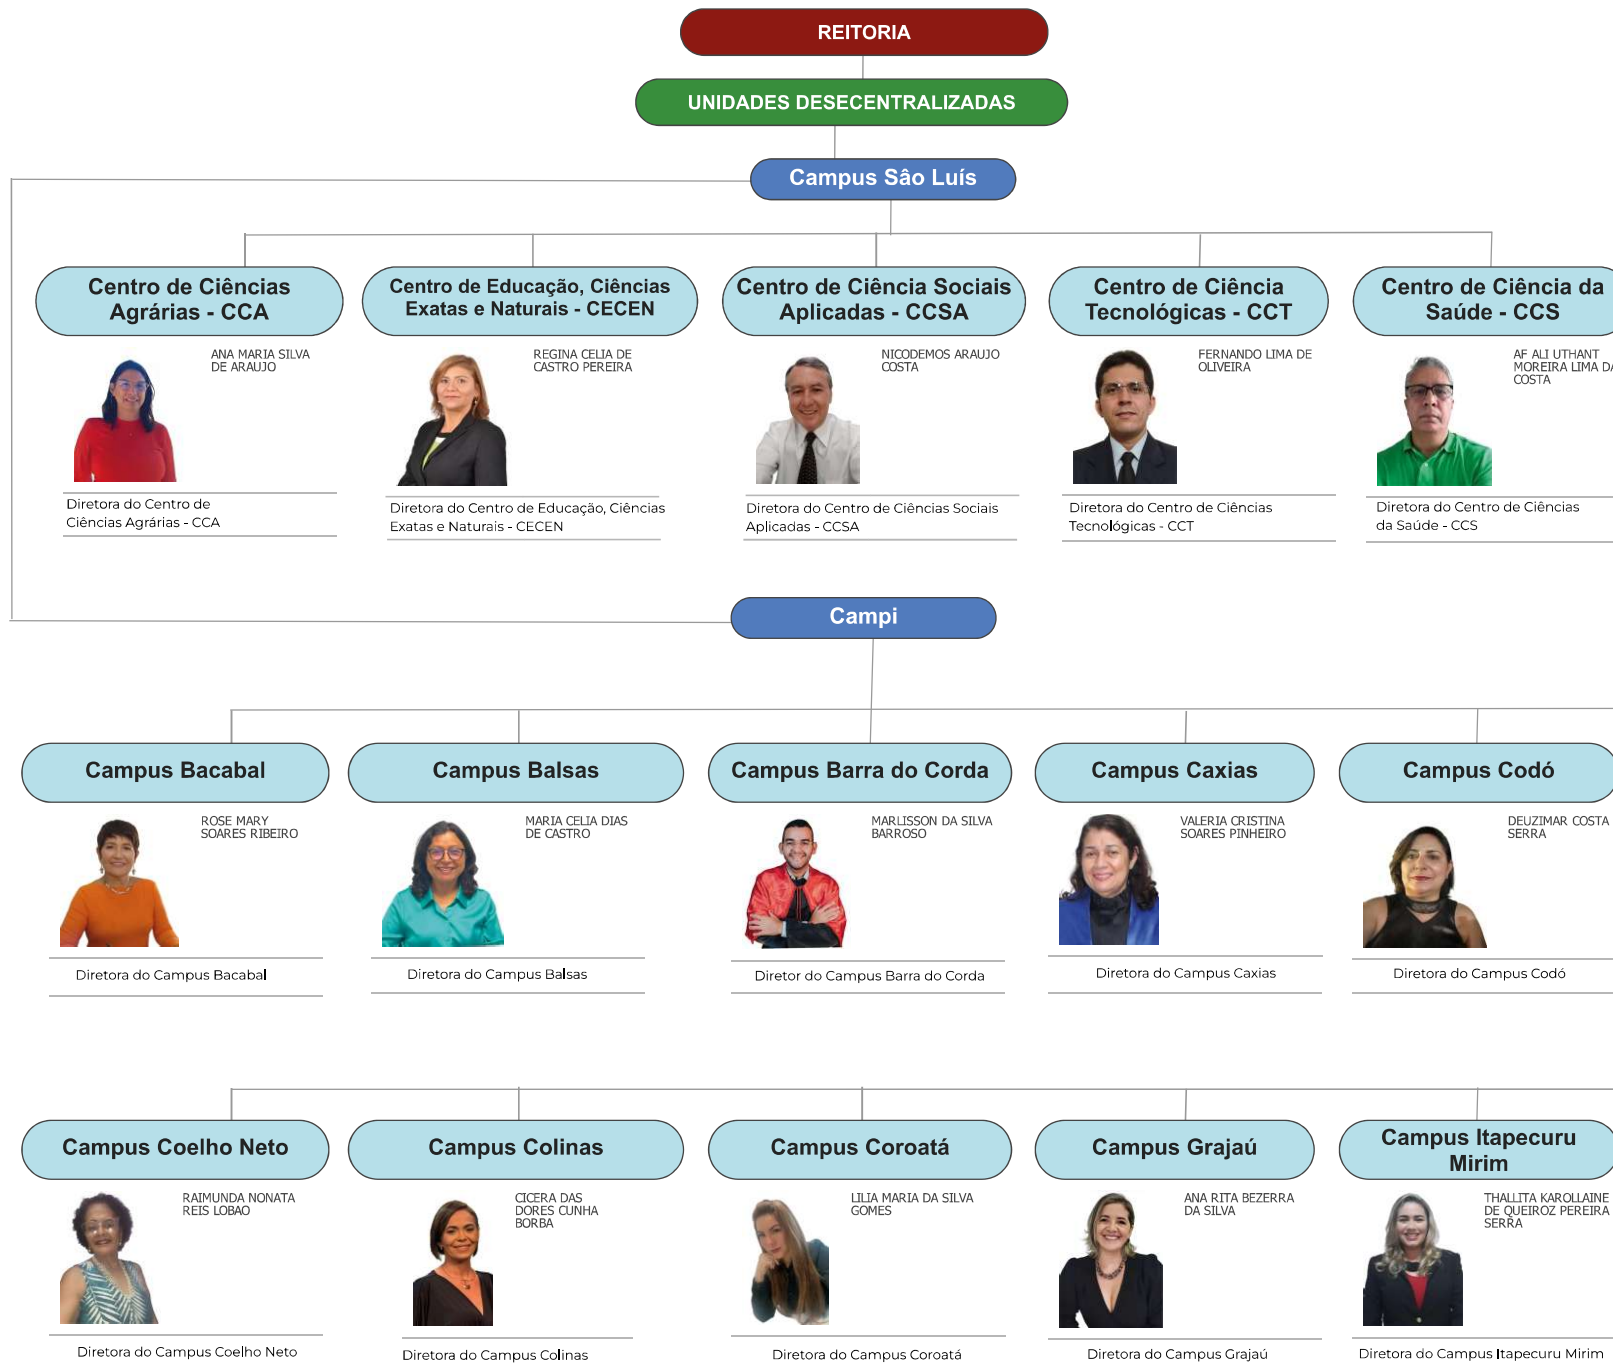 REITORIA
UNIDADES DESECENTRALIZADAS
Campus Sâo Luís
Centro de Ciências
Agrárias - CCA
Centro de Educação, Ciências
Exatas e Naturais - CECEN
Centro de Ciência Sociais
Aplicadas - CCSA
Centro de Ciência
Tecnológicas - CCT
Centro de Ciência da
Saúde - CCS
ANA MARIA SILVA
DE ARAUJO
REGINA CELIA DE
CASTRO PEREIRA
NICODEMOS ARAUJO
COSTA
FERNANDO LIMA DE
OLIVEIRA
AF ALI UTHANT
MOREIRA LIMA DA
COSTA
Diretora do Centro de
Ciências Agrárias - CCA
Diretora do Centro de Educação, Ciências
Exatas e Naturais - CECEN
Diretora do Centro de Ciências Sociais
Aplicadas - CCSA
Diretora do Centro de Ciências
Tecnológicas - CCT
Diretora do Centro de Ciências
da Saúde - CCS
Campi
Campus Bacabal
Campus Balsas
Campus Barra do Corda
Campus Caxias
Campus Codó
ROSE MARY
SOARES RIBEIRO
MARIA CELIA DIAS
DE CASTRO
MARLISSON DA SILVA
BARROSO
VALERIA CRISTINA
SOARES PINHEIRO
DEUZIMAR COSTA
SERRA
Diretora do Campus Bacabal
Diretora do Campus Balsas
Diretor do Campus Barra do Corda
Diretora do Campus Caxias
Diretora do Campus Codó
Campus Coelho Neto
Campus Colinas
Campus Coroatá
Campus Grajaú
Campus Itapecuru
Mirim
RAIMUNDA NONATA
REIS LOBAO
CICERA DAS
DORES CUNHA
BORBA
LILIA MARIA DA SILVA
GOMES
ANA RITA BEZERRA
DA SILVA
THALLITA KAROLLAINE
DE QUEIROZ PEREIRA
SERRA
Diretora do Campus Coelho Neto
Diretora do Campus Colinas
Diretora do Campus Coroatá
Diretora do Campus Grajaú
Diretora do Campus Itapecuru Mirim